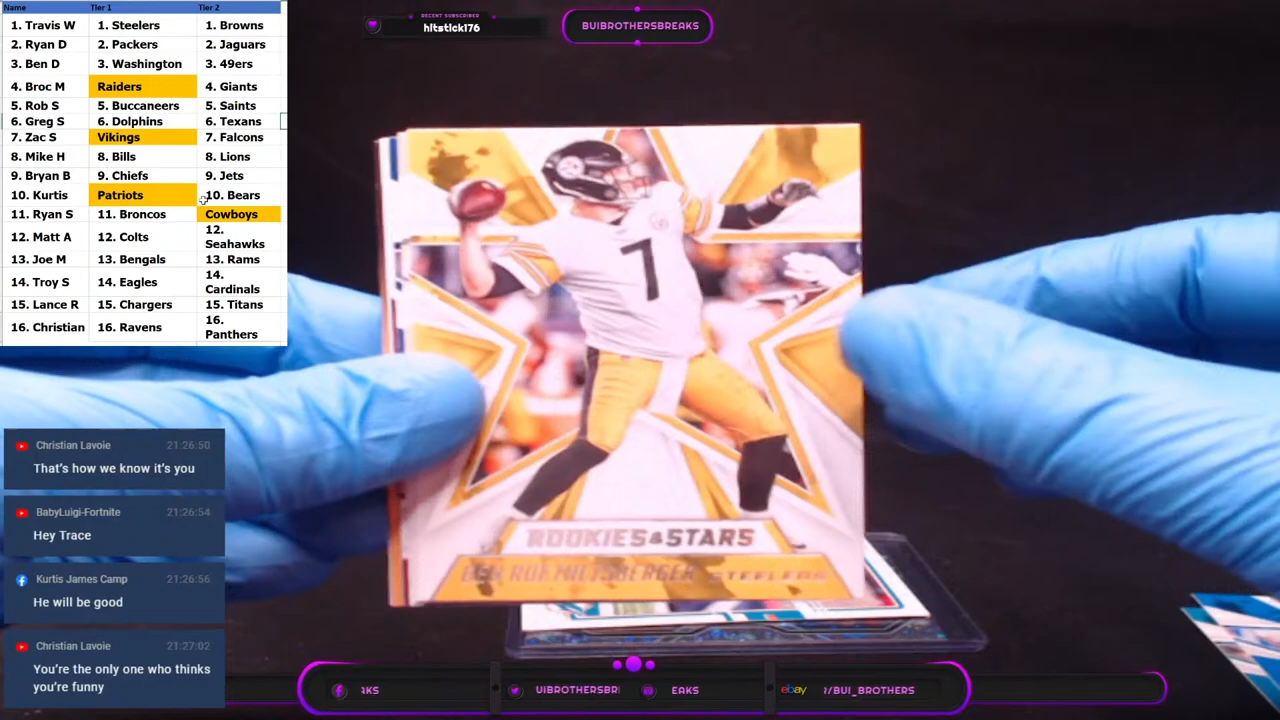 Name Tier 1 Tier 2
1. Travis W 1. Steelers 1. Browns
2. Ryan D 2. Packers 2. Jaguars
3. Ben D 3. Washington 3. 49ers
4. Broc M Raiders 4. Giants
5. Rob S 5. Buccaneers 5. Saints
6. Greg S 6. Dolphins 6. Texans
7. Zac S Vikings 7. Falcons
8. Mike H 8. Bills 8. Lions
9. Bryan B 9. Chiefs 9. Jets
10. Kurtis Patriots 10. Bears
11. Ryan S 11. Broncos Cowboys
12. Matt A 12. Colts 12.
Seahawks
13. Joe M 13. Bengals 13. Rams
14. Troy S 14. Eagles 14.
Cardinals
15. Lance R 15. Chargers 15. Titans
16. Christian 16. Ravens 16.
Panthers
RECENT SUBSCRIBER
hitstick176
BUIBROTHERSBREAKS
7
ROOKIES & STARS
BEN ROETHLISBERGER STEELERS
Christian Lavoie 21:26:50
That's how we know it's you
BabyLuigi-Fortnite 21:26:54
Hey Trace
Kurtis James Camp 21:26:56
He will be good
Christian Lavoie 21:27:02
You're the only one who thinks
you're funny
RKS UIBROTHERSBR EAKS ebay /BUI_BROTHERS